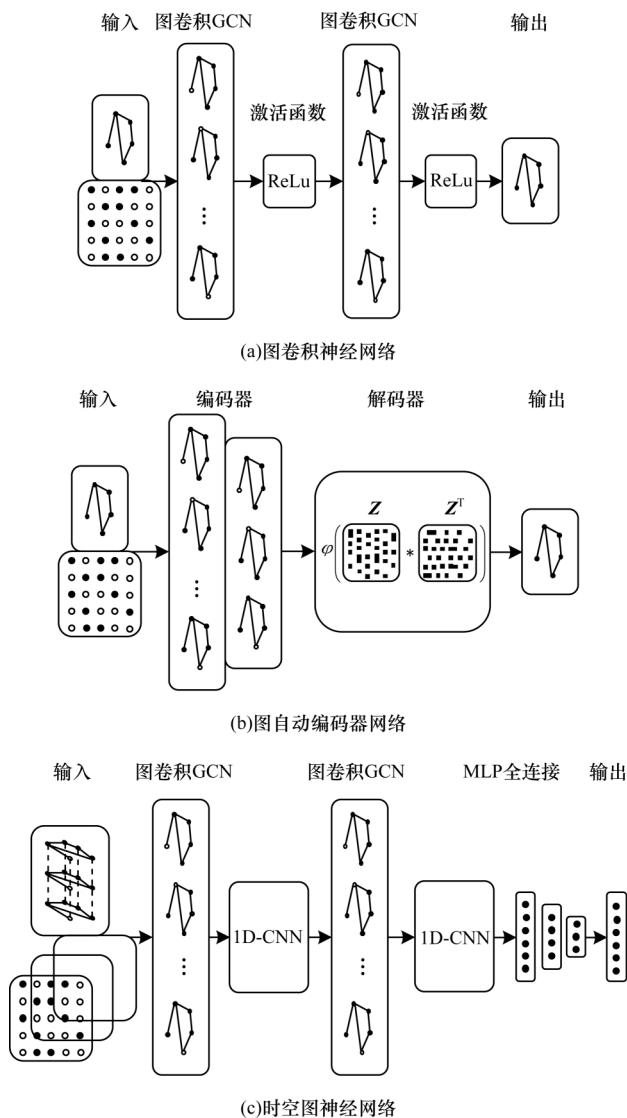 输入 图卷积GCN 图卷积GCN 输出
激活函数 激活函数
ReLu ReLu
(a)图卷积神经网络
输入 编码器 解码器 输出
Z Z^T
φ( * )
(b)图自动编码器网络
输入 图卷积GCN 图卷积GCN MLP全连接 输出
1D-CNN 1D-CNN
(c)时空图神经网络